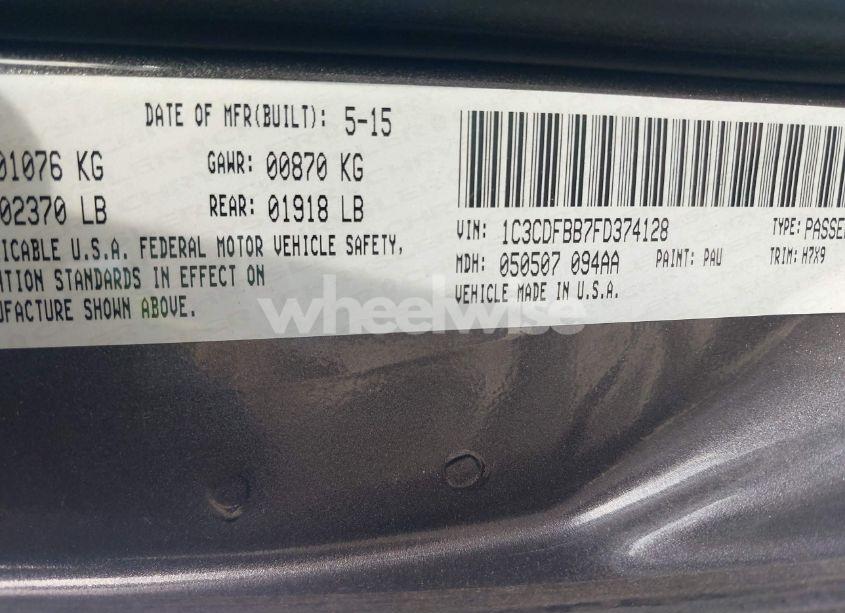 DATE OF MFR(BUILT): 5-15
01076 KG GAWR: 00870 KG
02370 LB REAR: 01918 LB
ICABLE U.S.A. FEDERAL MOTOR VEHICLE SAFETY,
NTION STANDARDS IN EFFECT ON
NUFACTURE SHOWN ABOVE.
VIN: 1C3CDFBB7FD374128 TYPE: PASSE
MDH: 050507 094AA PAINT: PAU TRIM: H7X9
VEHICLE MADE IN U.S.A.
wheelwise